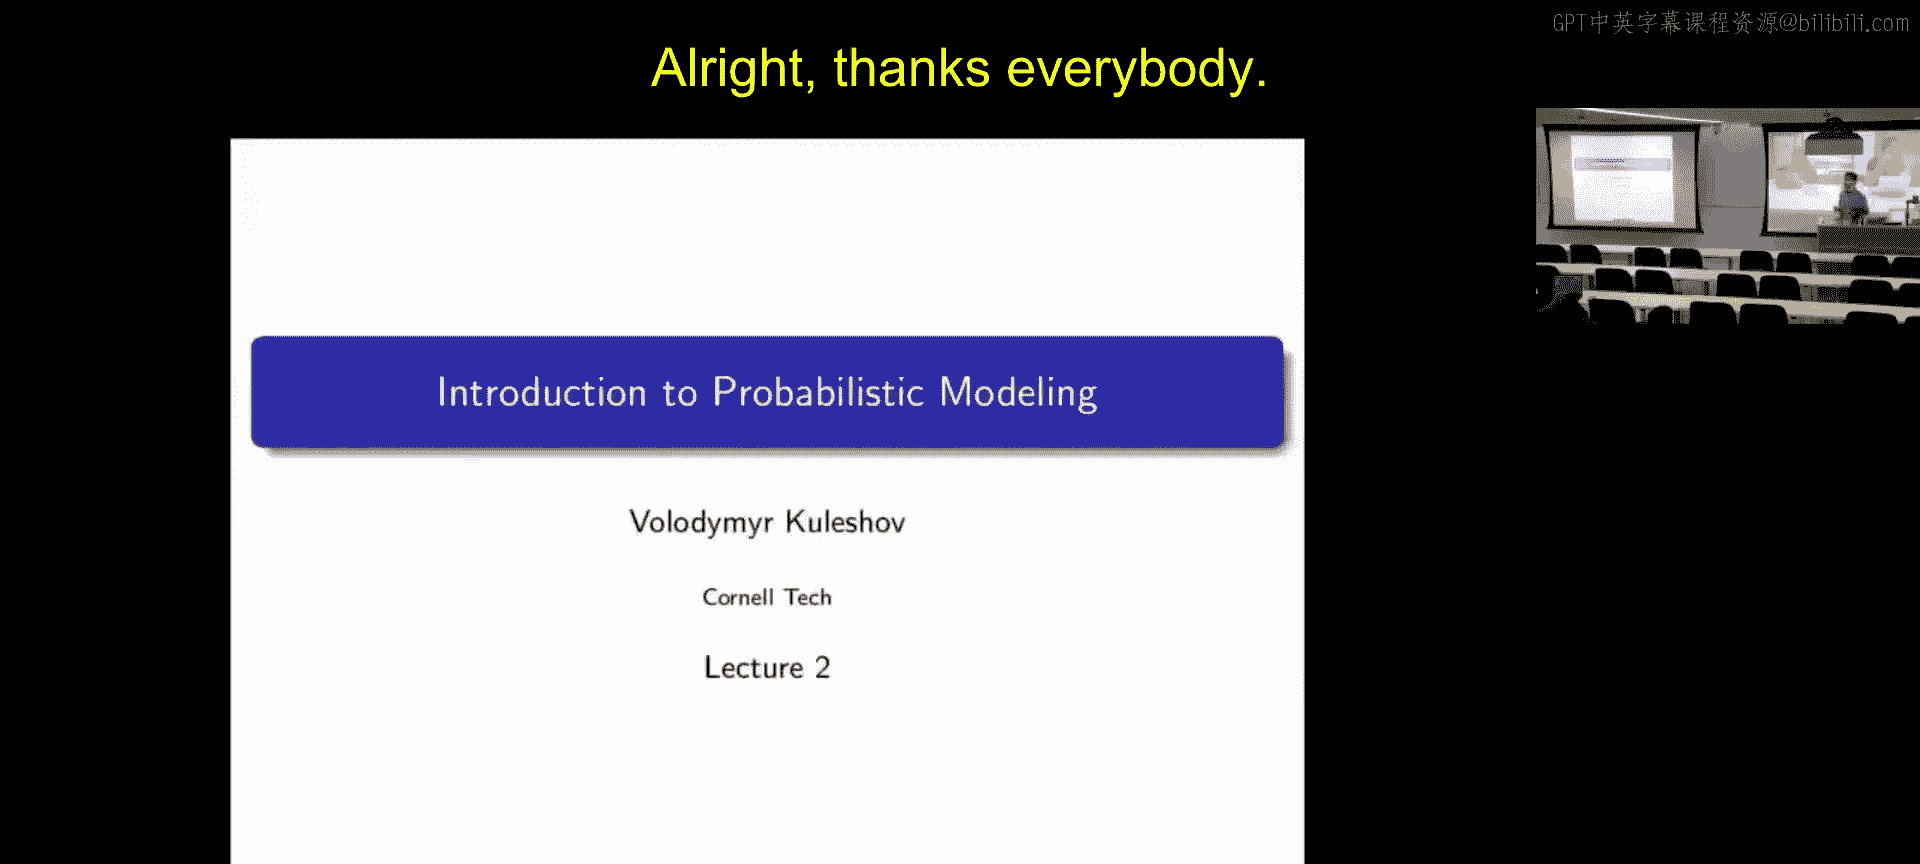 GPT中英字幕课程资源@bilibili.com
Alright, thanks everybody.
Introduction to Probabilistic Modeling
Volodymyr Kuleshov
Cornell Tech
Lecture 2